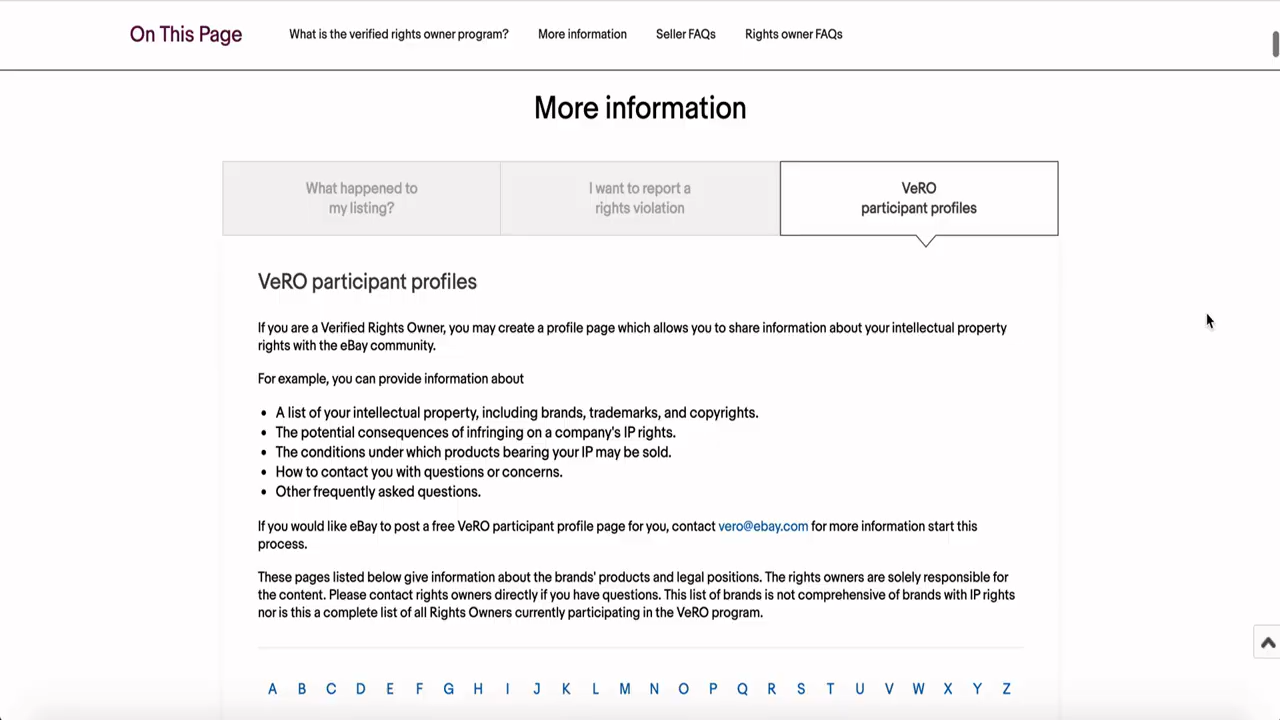 On This Page
What is the verified rights owner program?
More information
Seller FAQs
Rights owner FAQs
More information
What happened to
my listing?
I want to report a
rights violation
VeRO
participant profiles
VeRO participant profiles
If you are a Verified Rights Owner, you may create a profile page which allows you to share information about your intellectual property
rights with the eBay community.
For example, you can provide information about
• A list of your intellectual property, including brands, trademarks, and copyrights.
• The potential consequences of infringing on a company's IP rights.
• The conditions under which products bearing your IP may be sold.
• How to contact you with questions or concerns.
• Other frequently asked questions.
If you would like eBay to post a free VeRO participant profile page for you, contact vero@ebay.com for more information start this
process.
These pages listed below give information about the brands' products and legal positions. The rights owners are solely responsible for
the content. Please contact rights owners directly if you have questions. This list of brands is not comprehensive of brands with IP rights
nor is this a complete list of all Rights Owners currently participating in the VeRO program.
A B C D E F G H I J K L M N O P Q R S T U V W X Y Z